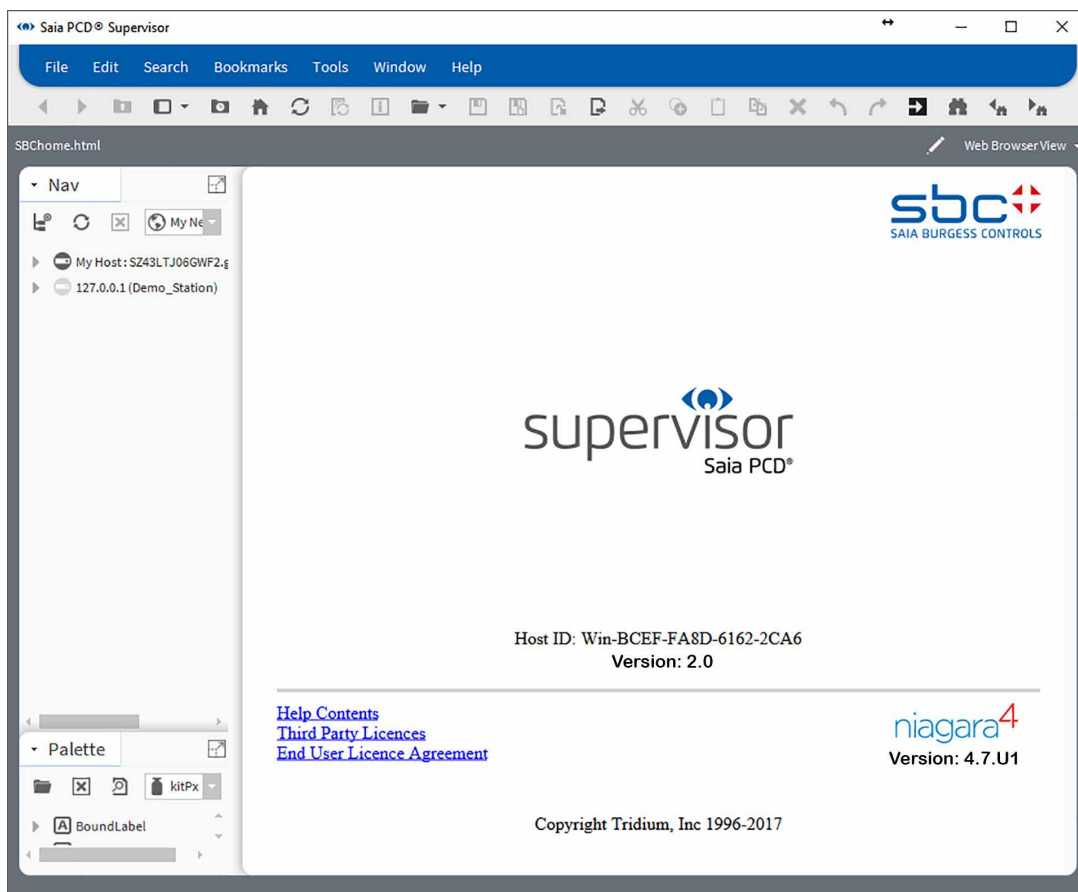 Saia PCD® Supervisor
File Edit Search Bookmarks Tools Window Help
SBChome.html
Web Browser View
Nav
My Ne
My Host : SZ43LTJ06GWF2.g
127.0.0.1 (Demo_Station)
sbc
SAIA BURGESS CONTROLS
supervisor
Saia PCD®
Host ID: Win-BCEF-FA8D-6162-2CA6
Version: 2.0
Help Contents
Third Party Licences
End User Licence Agreement
niagara4
Version: 4.7.U1
Palette
kitPx
BoundLabel
Copyright Tridium, Inc 1996-2017